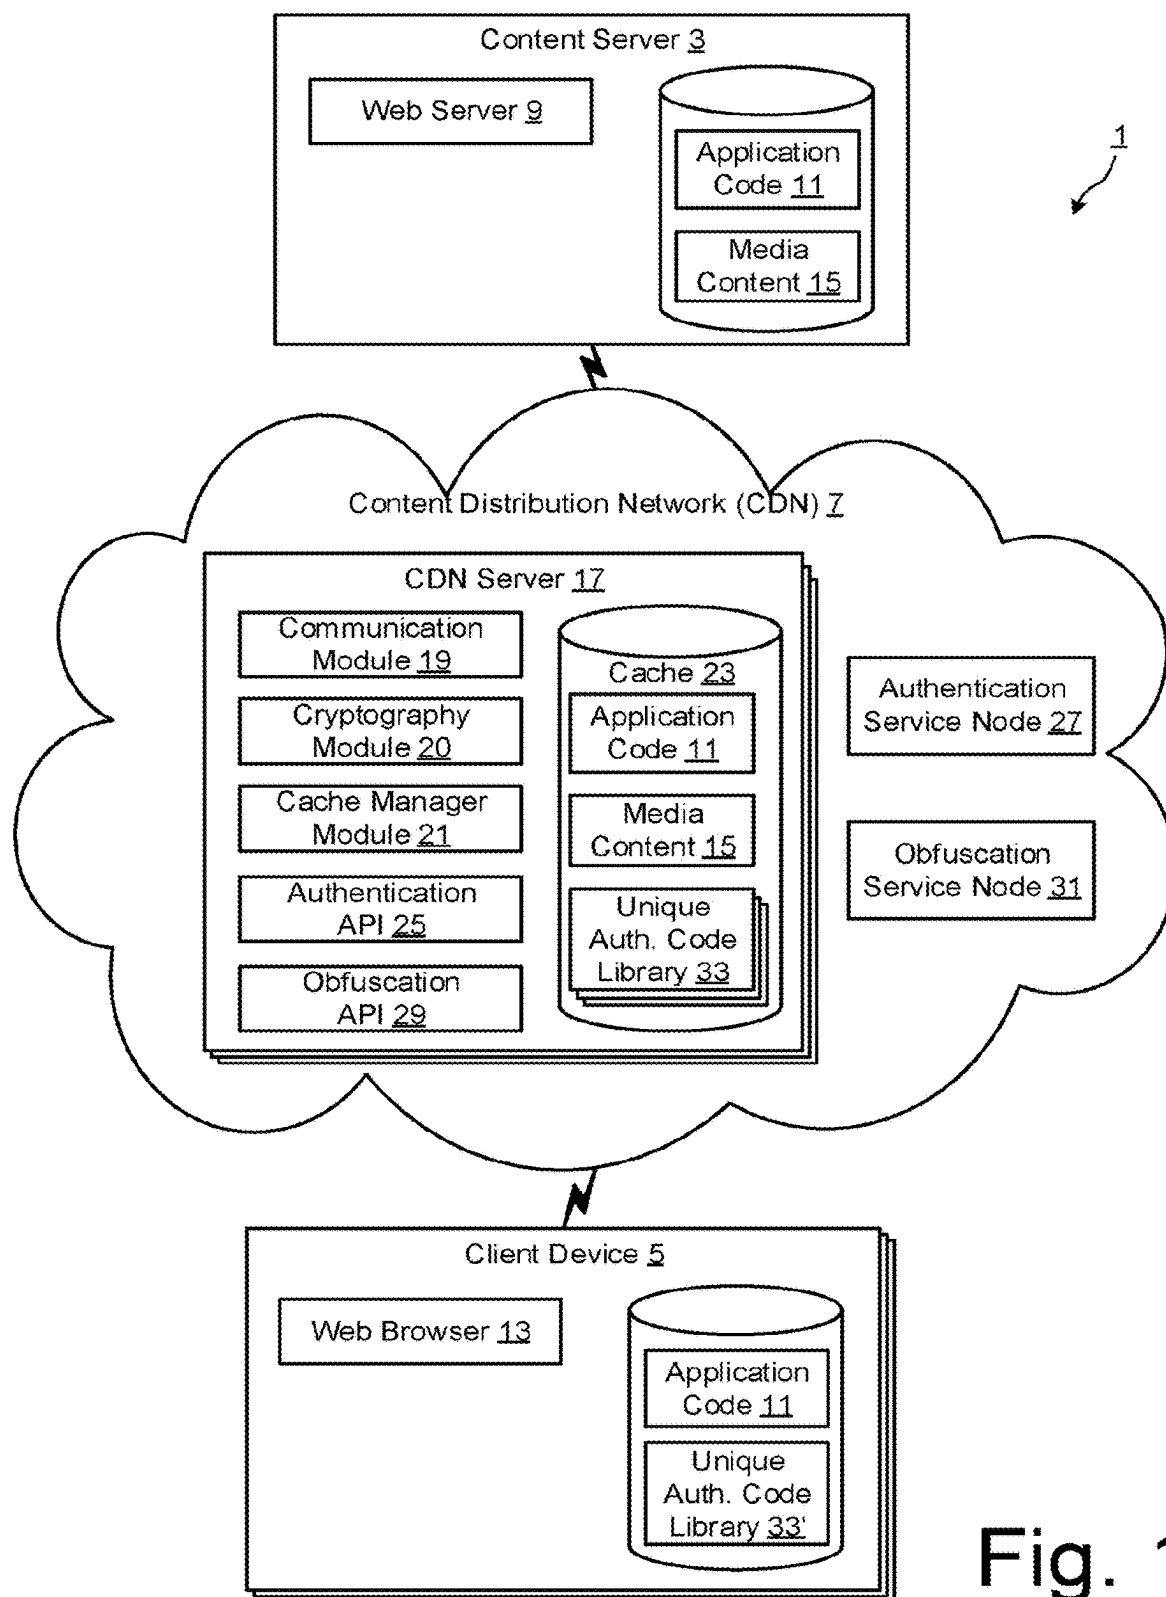 Content Server 3
Web Server 9
Application
Code 11
Media
Content 15
1
Content Distribution Network (CDN) 7
CDN Server 17
Communication
Module 19
Cryptography
Module 20
Cache Manager
Module 21
Authentication
API 25
Obfuscation
API 29
Cache 23
Application
Code 11
Media
Content 15
Unique
Auth. Code
Library 33
Authentication
Service Node 27
Obfuscation
Service Node 31
Client Device 5
Web Browser 13
Application
Code 11
Unique
Auth. Code
Library 33'
Fig.